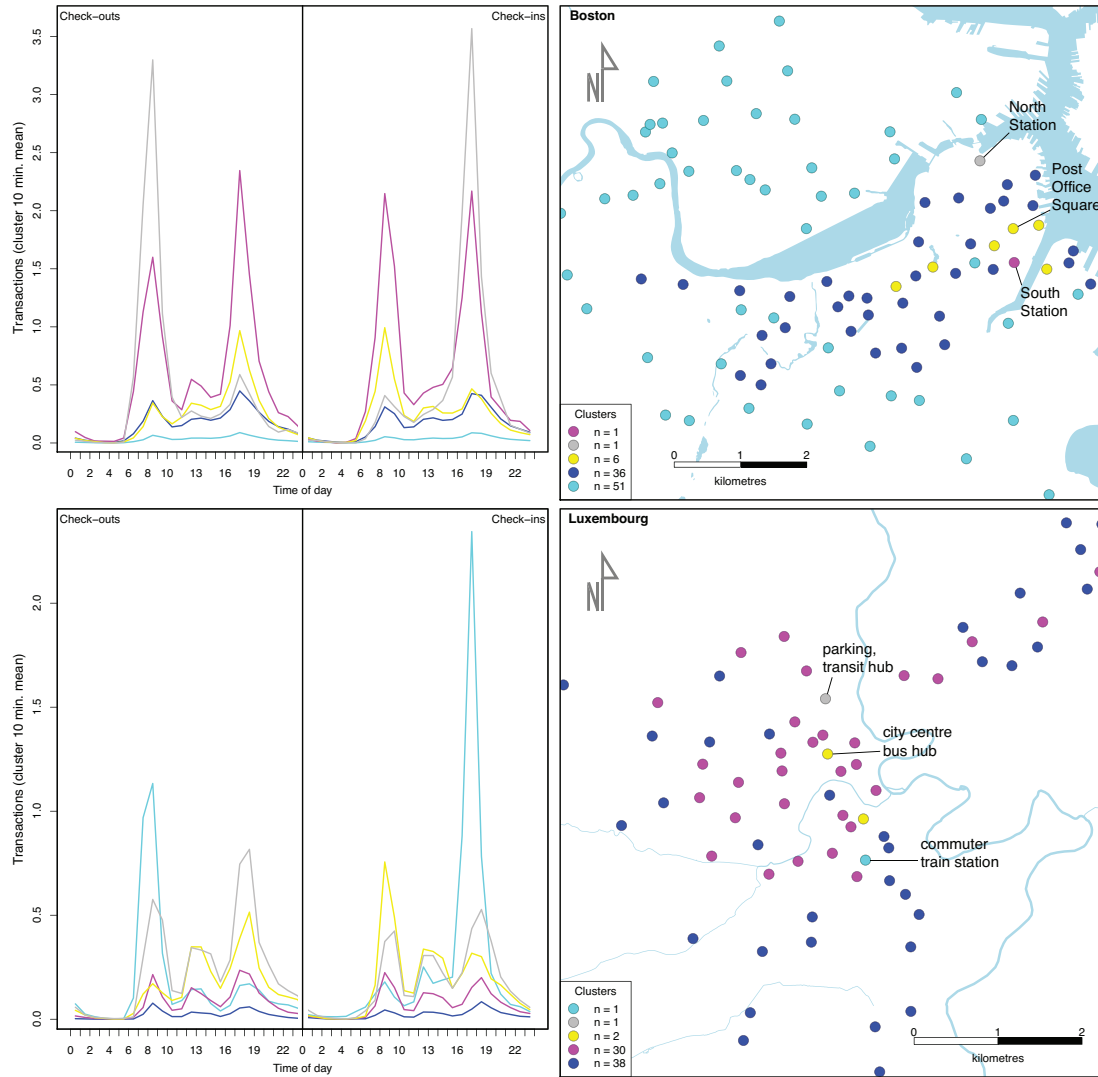 Check−outs
Check−ins
Transactions (cluster 10 min. mean)
3.5
3.0
2.5
2.0
1.5
1.0
0.5
0.0
0 2 4 6 8 10 13 16 19 22 0 2 4 6 8 10 13 16 19 22
Time of day
Boston
N
North
Station
Post
Office
Square
South
Station
Clusters
n = 1
n = 1
n = 6
n = 36
n = 51
0 1 2
kilometres
Check−outs
Check−ins
Transactions (cluster 10 min. mean)
2.0
1.5
1.0
0.5
0.0
0 2 4 6 8 10 13 16 19 22 0 2 4 6 8 10 13 16 19 22
Time of day
Luxembourg
N
parking,
transit hub
city centre
bus hub
commuter
train station
Clusters
n = 1
n = 1
n = 2
n = 30
n = 38
0 1 2
kilometres